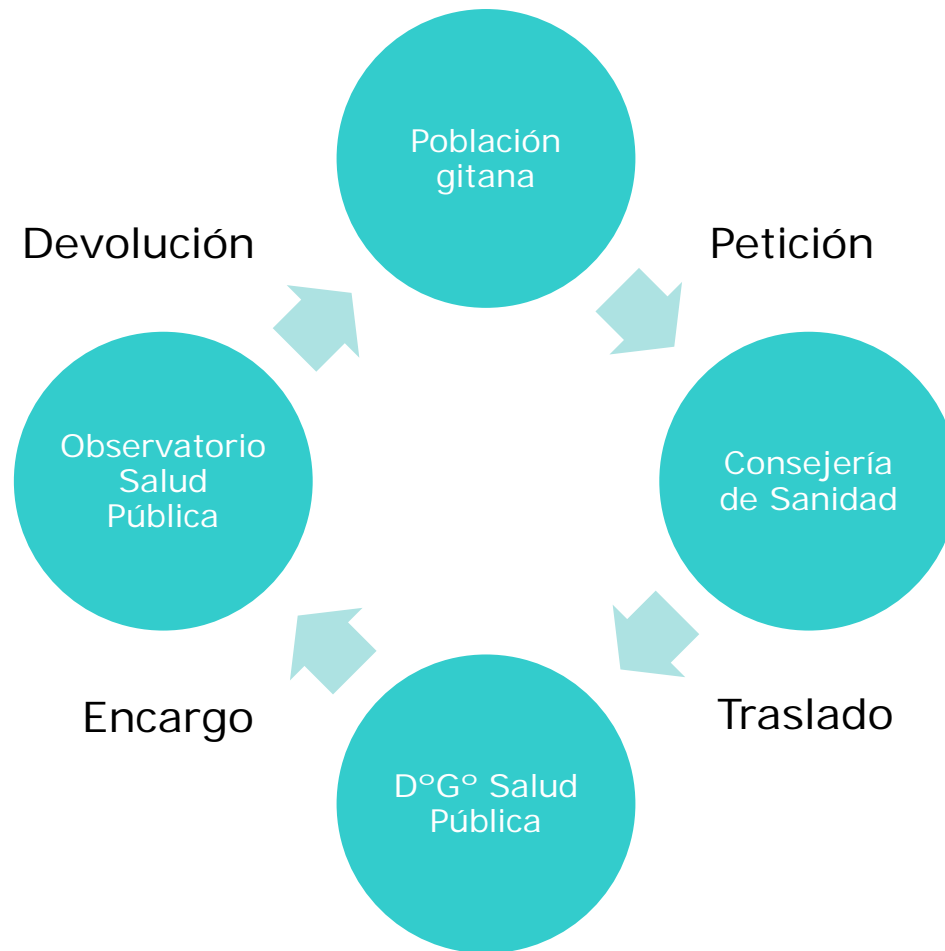 Población
gitana
Devolución
Petición
Observatorio
Salud
Pública
Consejería
de Sanidad
Encargo
Traslado
DºGº Salud
Pública